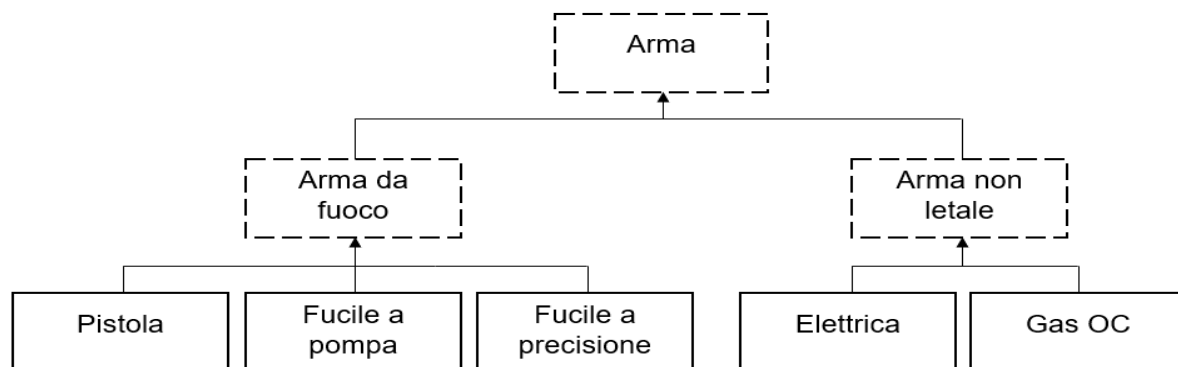 Arma
Arma da
fuoco
Arma non
letale
Pistola
Fucile a
pompa
Fucile a
precisione
Elettrica
Gas OC